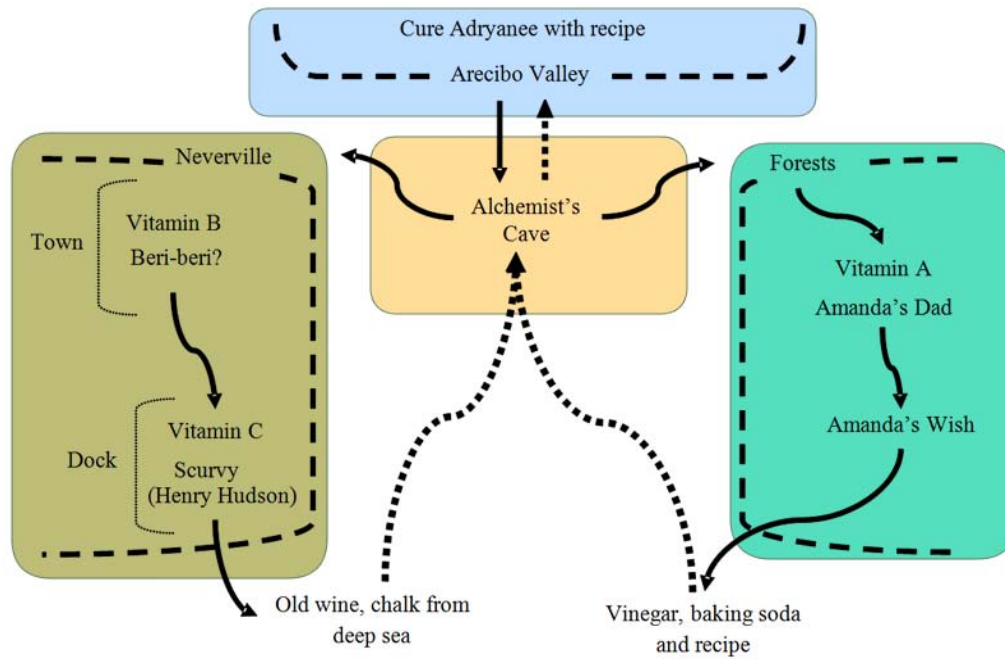 Cure Adryanee with recipe
Arecibo Valley
Neverville
Town
Vitamin B
Beri-beri?
Dock
Vitamin C
Scurvy
(Henry Hudson)
Alchemist's
Cave
Forests
Vitamin A
Amanda's Dad
Amanda's Wish
Old wine, chalk from
deep sea
Vinegar, baking soda
and recipe